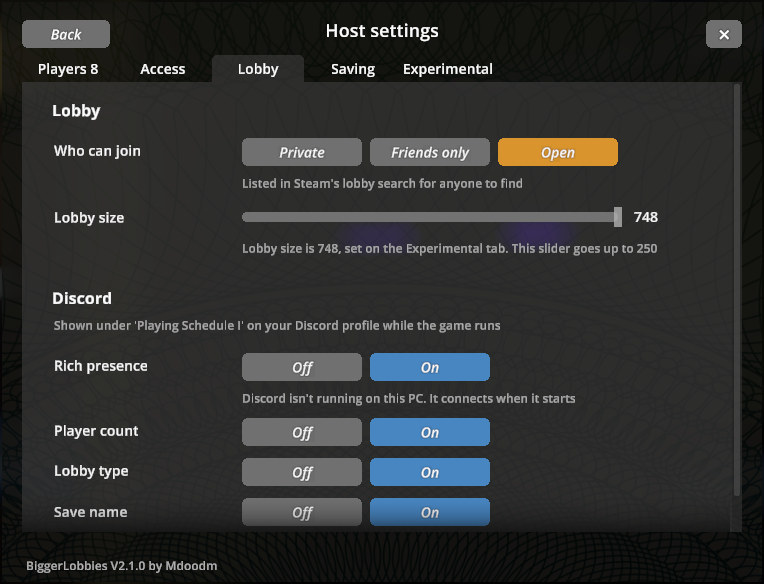 Back
Host settings
×
Players 8
Access
Lobby
Saving
Experimental
Lobby
Who can join
Private
Friends only
Open
Listed in Steam's lobby search for anyone to find
Lobby size
748
Lobby size is 748, set on the Experimental tab. This slider goes up to 250
Discord
Shown under 'Playing Schedule I' on your Discord profile while the game runs
Rich presence
Off
On
Discord isn't running on this PC. It connects when it starts
Player count
Off
On
Lobby type
Off
On
Save name
Off
On
BiggerLobbies V2.1.0 by Mdoodm